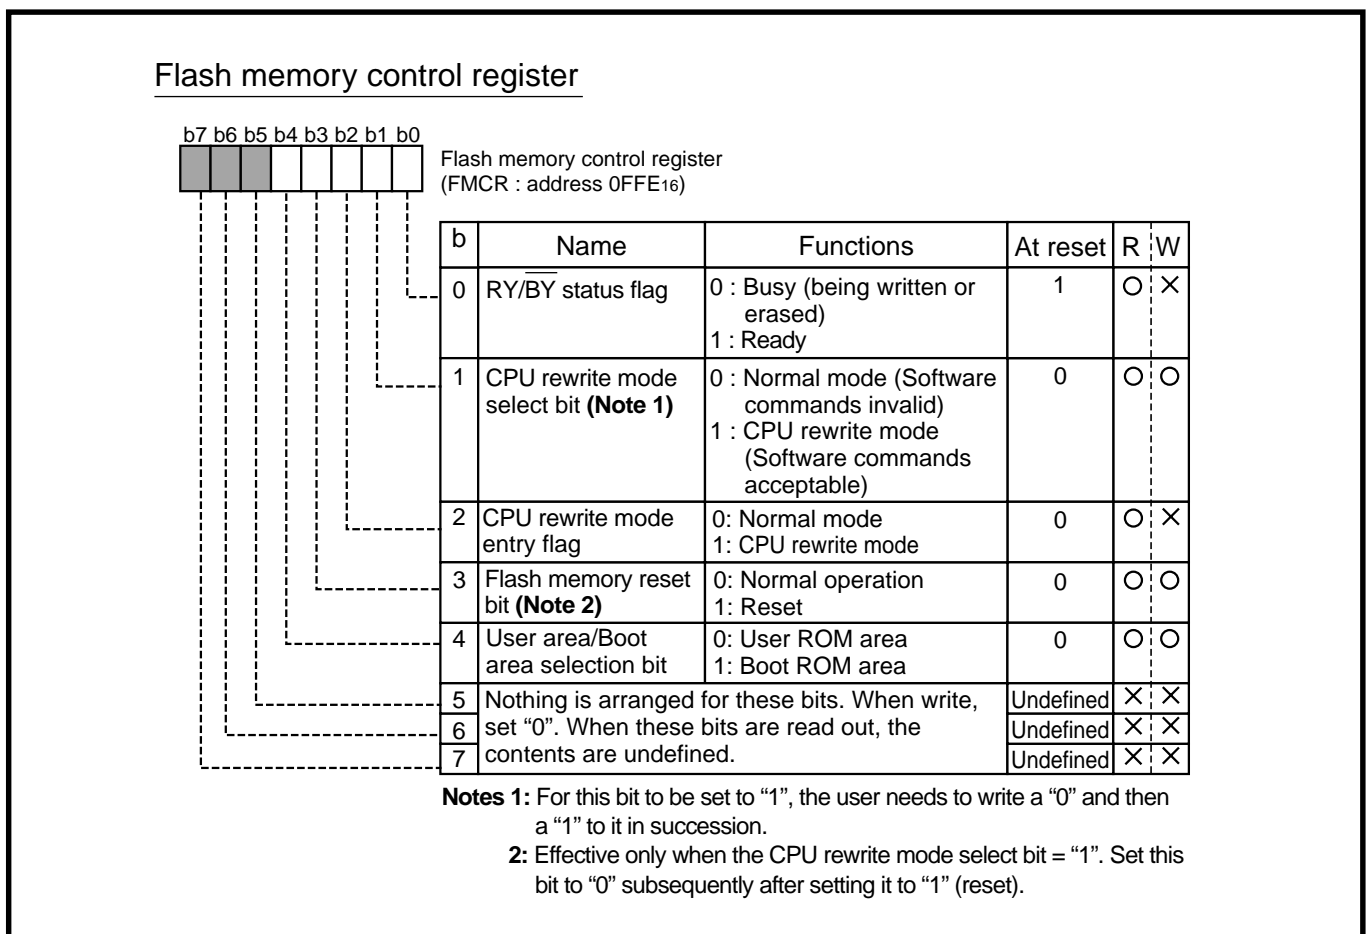 Flash memory control register
b7 b6 b5 b4 b3 b2 b1 b0
Flash memory control register
(FMCR : address 0FFE16)
b Name Functions At reset R W
0 RY/BY status flag 0 : Busy (being written or 1 O ×
erased)
1 : Ready
1 CPU rewrite mode 0 : Normal mode (Software 0 O O
select bit (Note 1) commands invalid)
1 : CPU rewrite mode
(Software commands
acceptable)
2 CPU rewrite mode 0: Normal mode 0 O ×
entry flag 1: CPU rewrite mode
3 Flash memory reset 0: Normal operation 0 O O
bit (Note 2) 1: Reset
4 User area/Boot 0: User ROM area 0 O O
area selection bit 1: Boot ROM area
5 Nothing is arranged for these bits. When write, Undefined × ×
6 set “0”. When these bits are read out, the Undefined × ×
7 contents are undefined. Undefined × ×
Notes 1: For this bit to be set to “1”, the user needs to write a “0” and then
a “1” to it in succession.
2: Effective only when the CPU rewrite mode select bit = “1”. Set this
bit to “0” subsequently after setting it to “1” (reset).